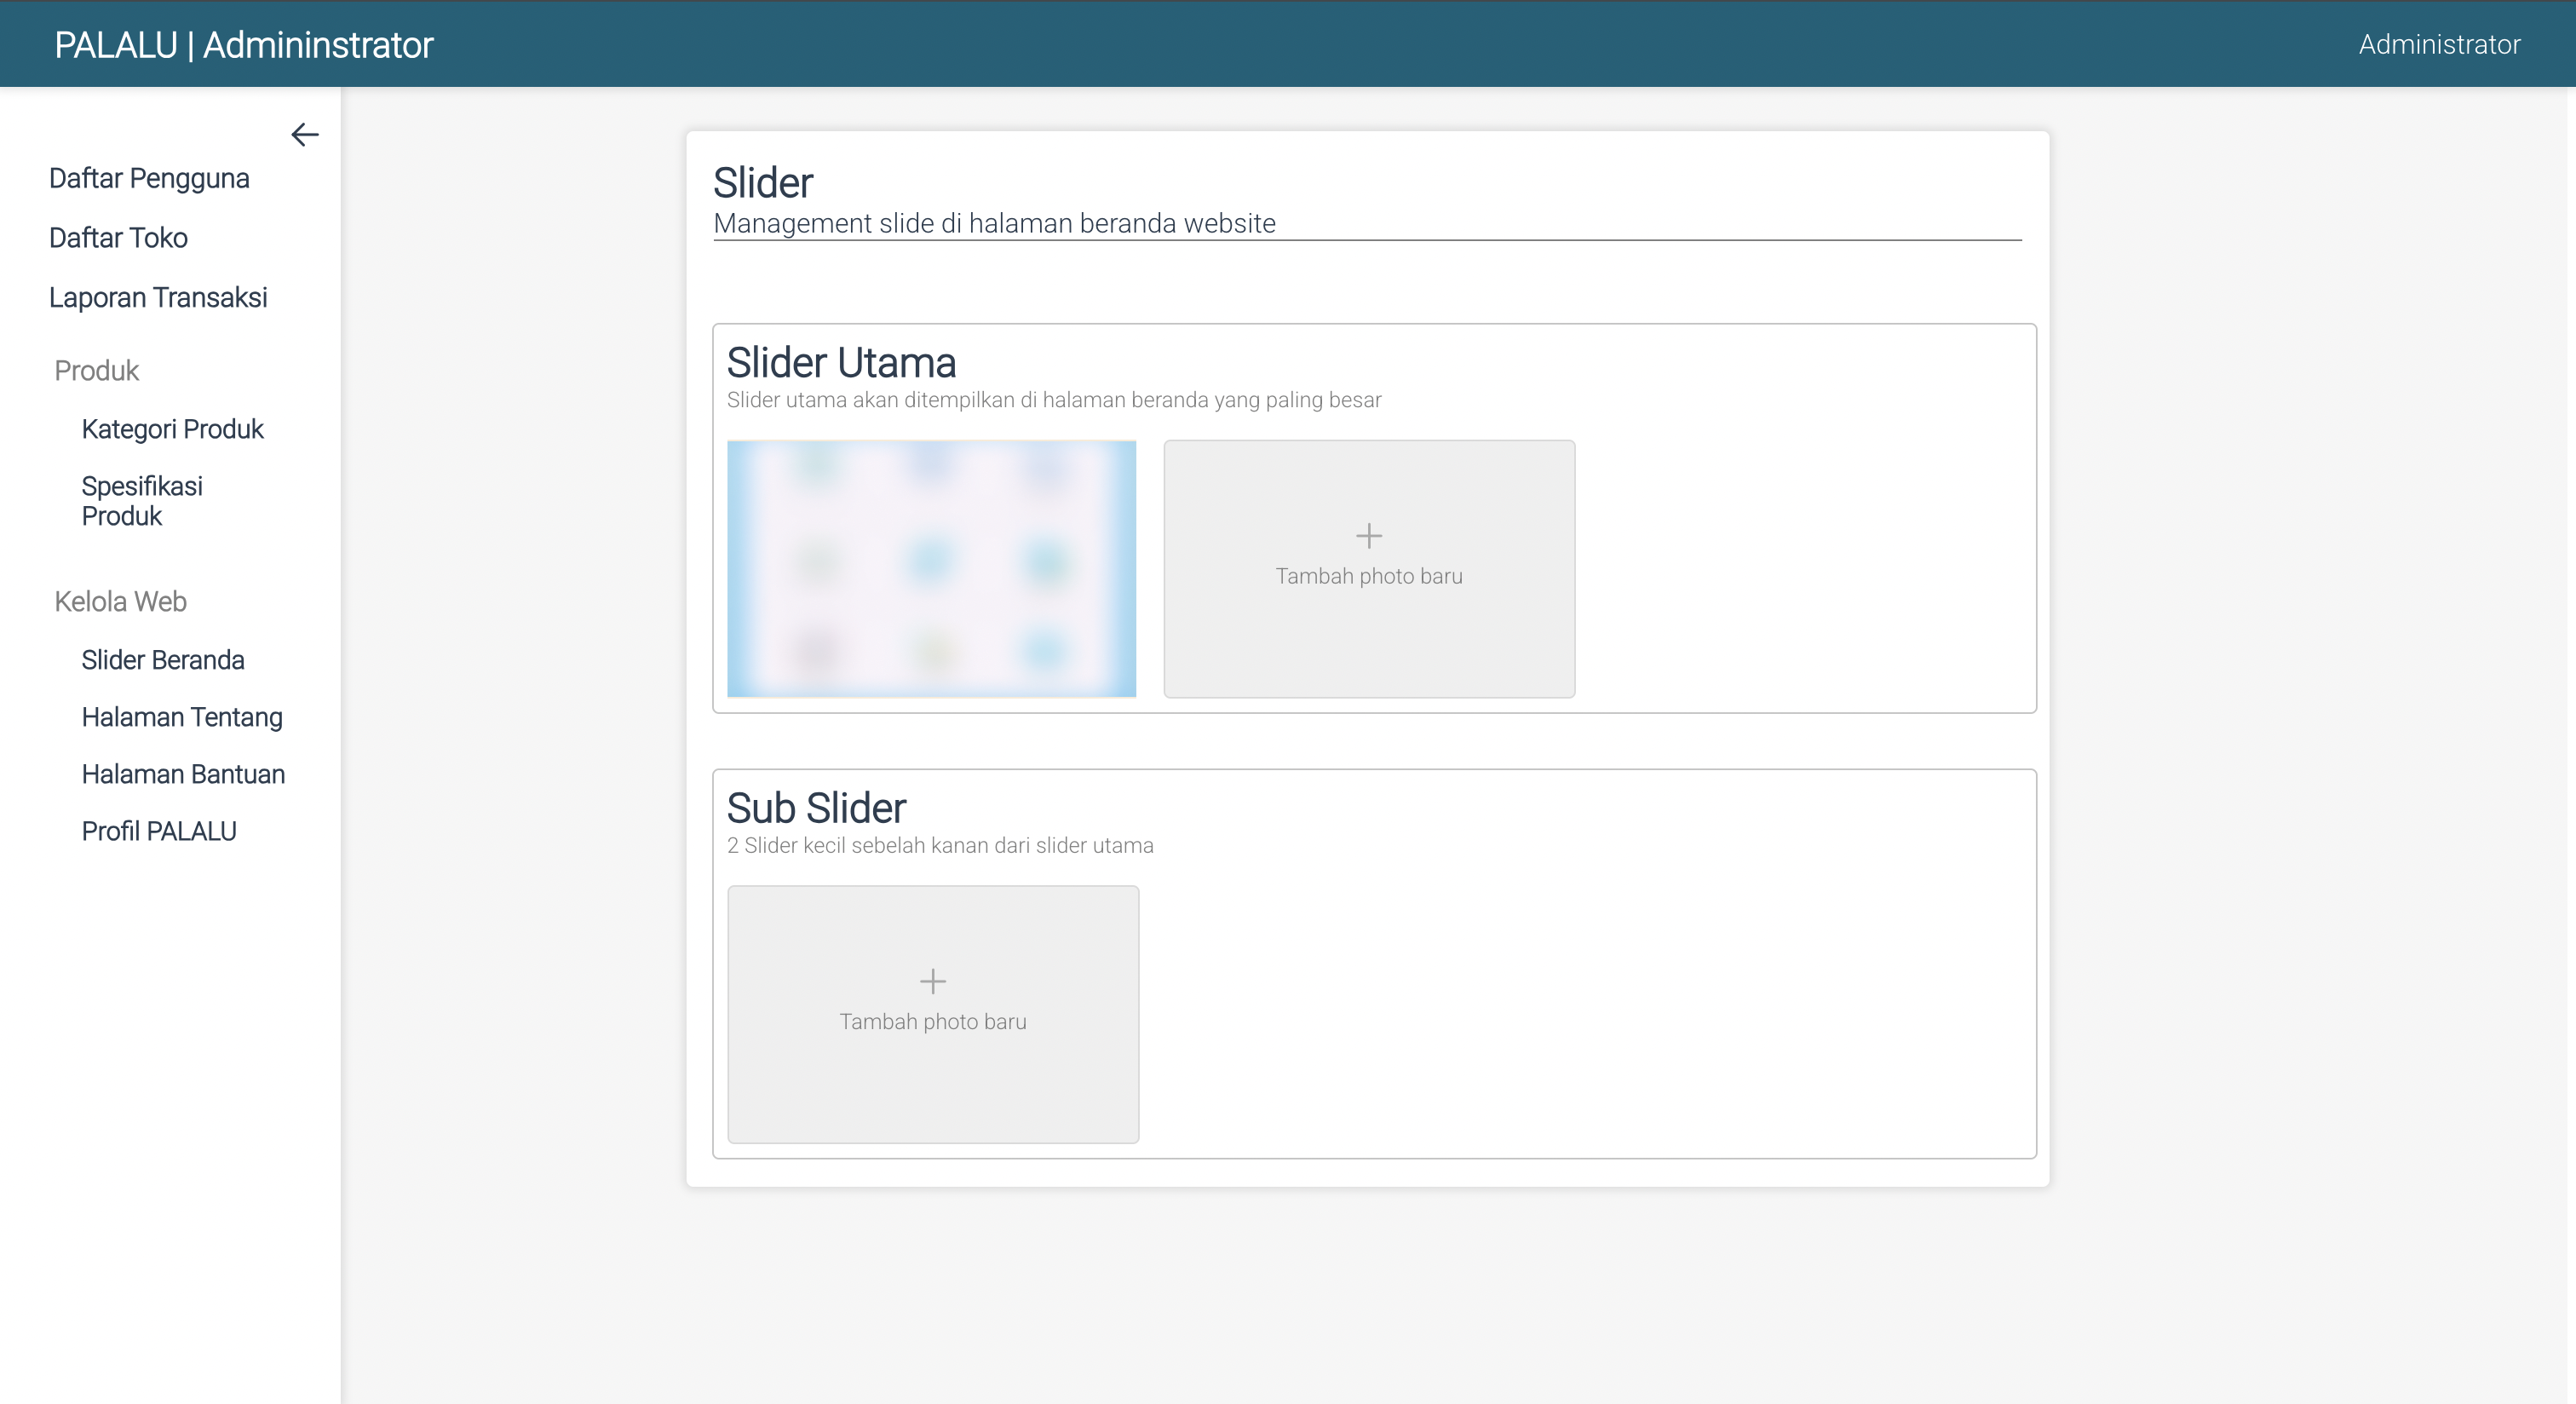 PALALU | Admininstrator
Administrator
Daftar Pengguna
Daftar Toko
Laporan Transaksi
Produk
Kategori Produk
Spesifikasi
Produk
Kelola Web
Slider Beranda
Halaman Tentang
Halaman Bantuan
Profil PALALU
Slider
Management slide di halaman beranda website
Slider Utama
Slider utama akan ditempilkan di halaman beranda yang paling besar
Tambah photo baru
Sub Slider
2 Slider kecil sebelah kanan dari slider utama
Tambah photo baru